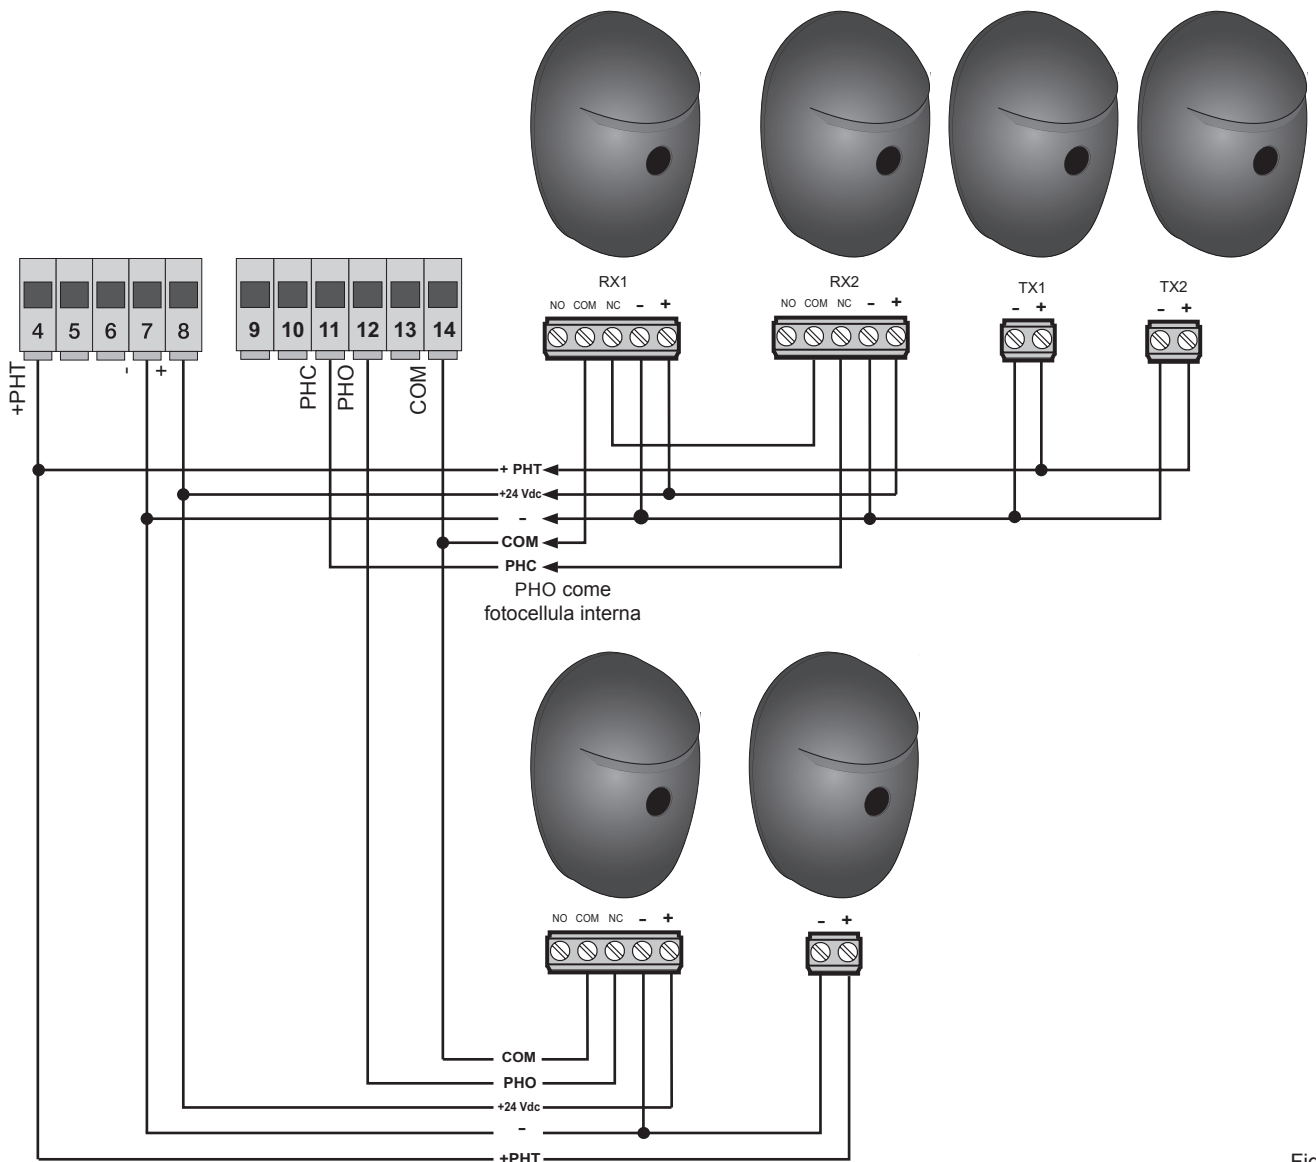 RX1
RX2
TX1
TX2
NO COM NC - +
NO COM NC - +
- +
- +
4 5 6 7 8
9 10 11 12 13 14
+PHT
-
+
PHC
PHO
COM
+ PHT
+24 Vdc
-
COM
PHC
PHO come
fotocellula interna
NO COM NC - +
- +
COM
PHO
+24 Vdc
-
+PHT